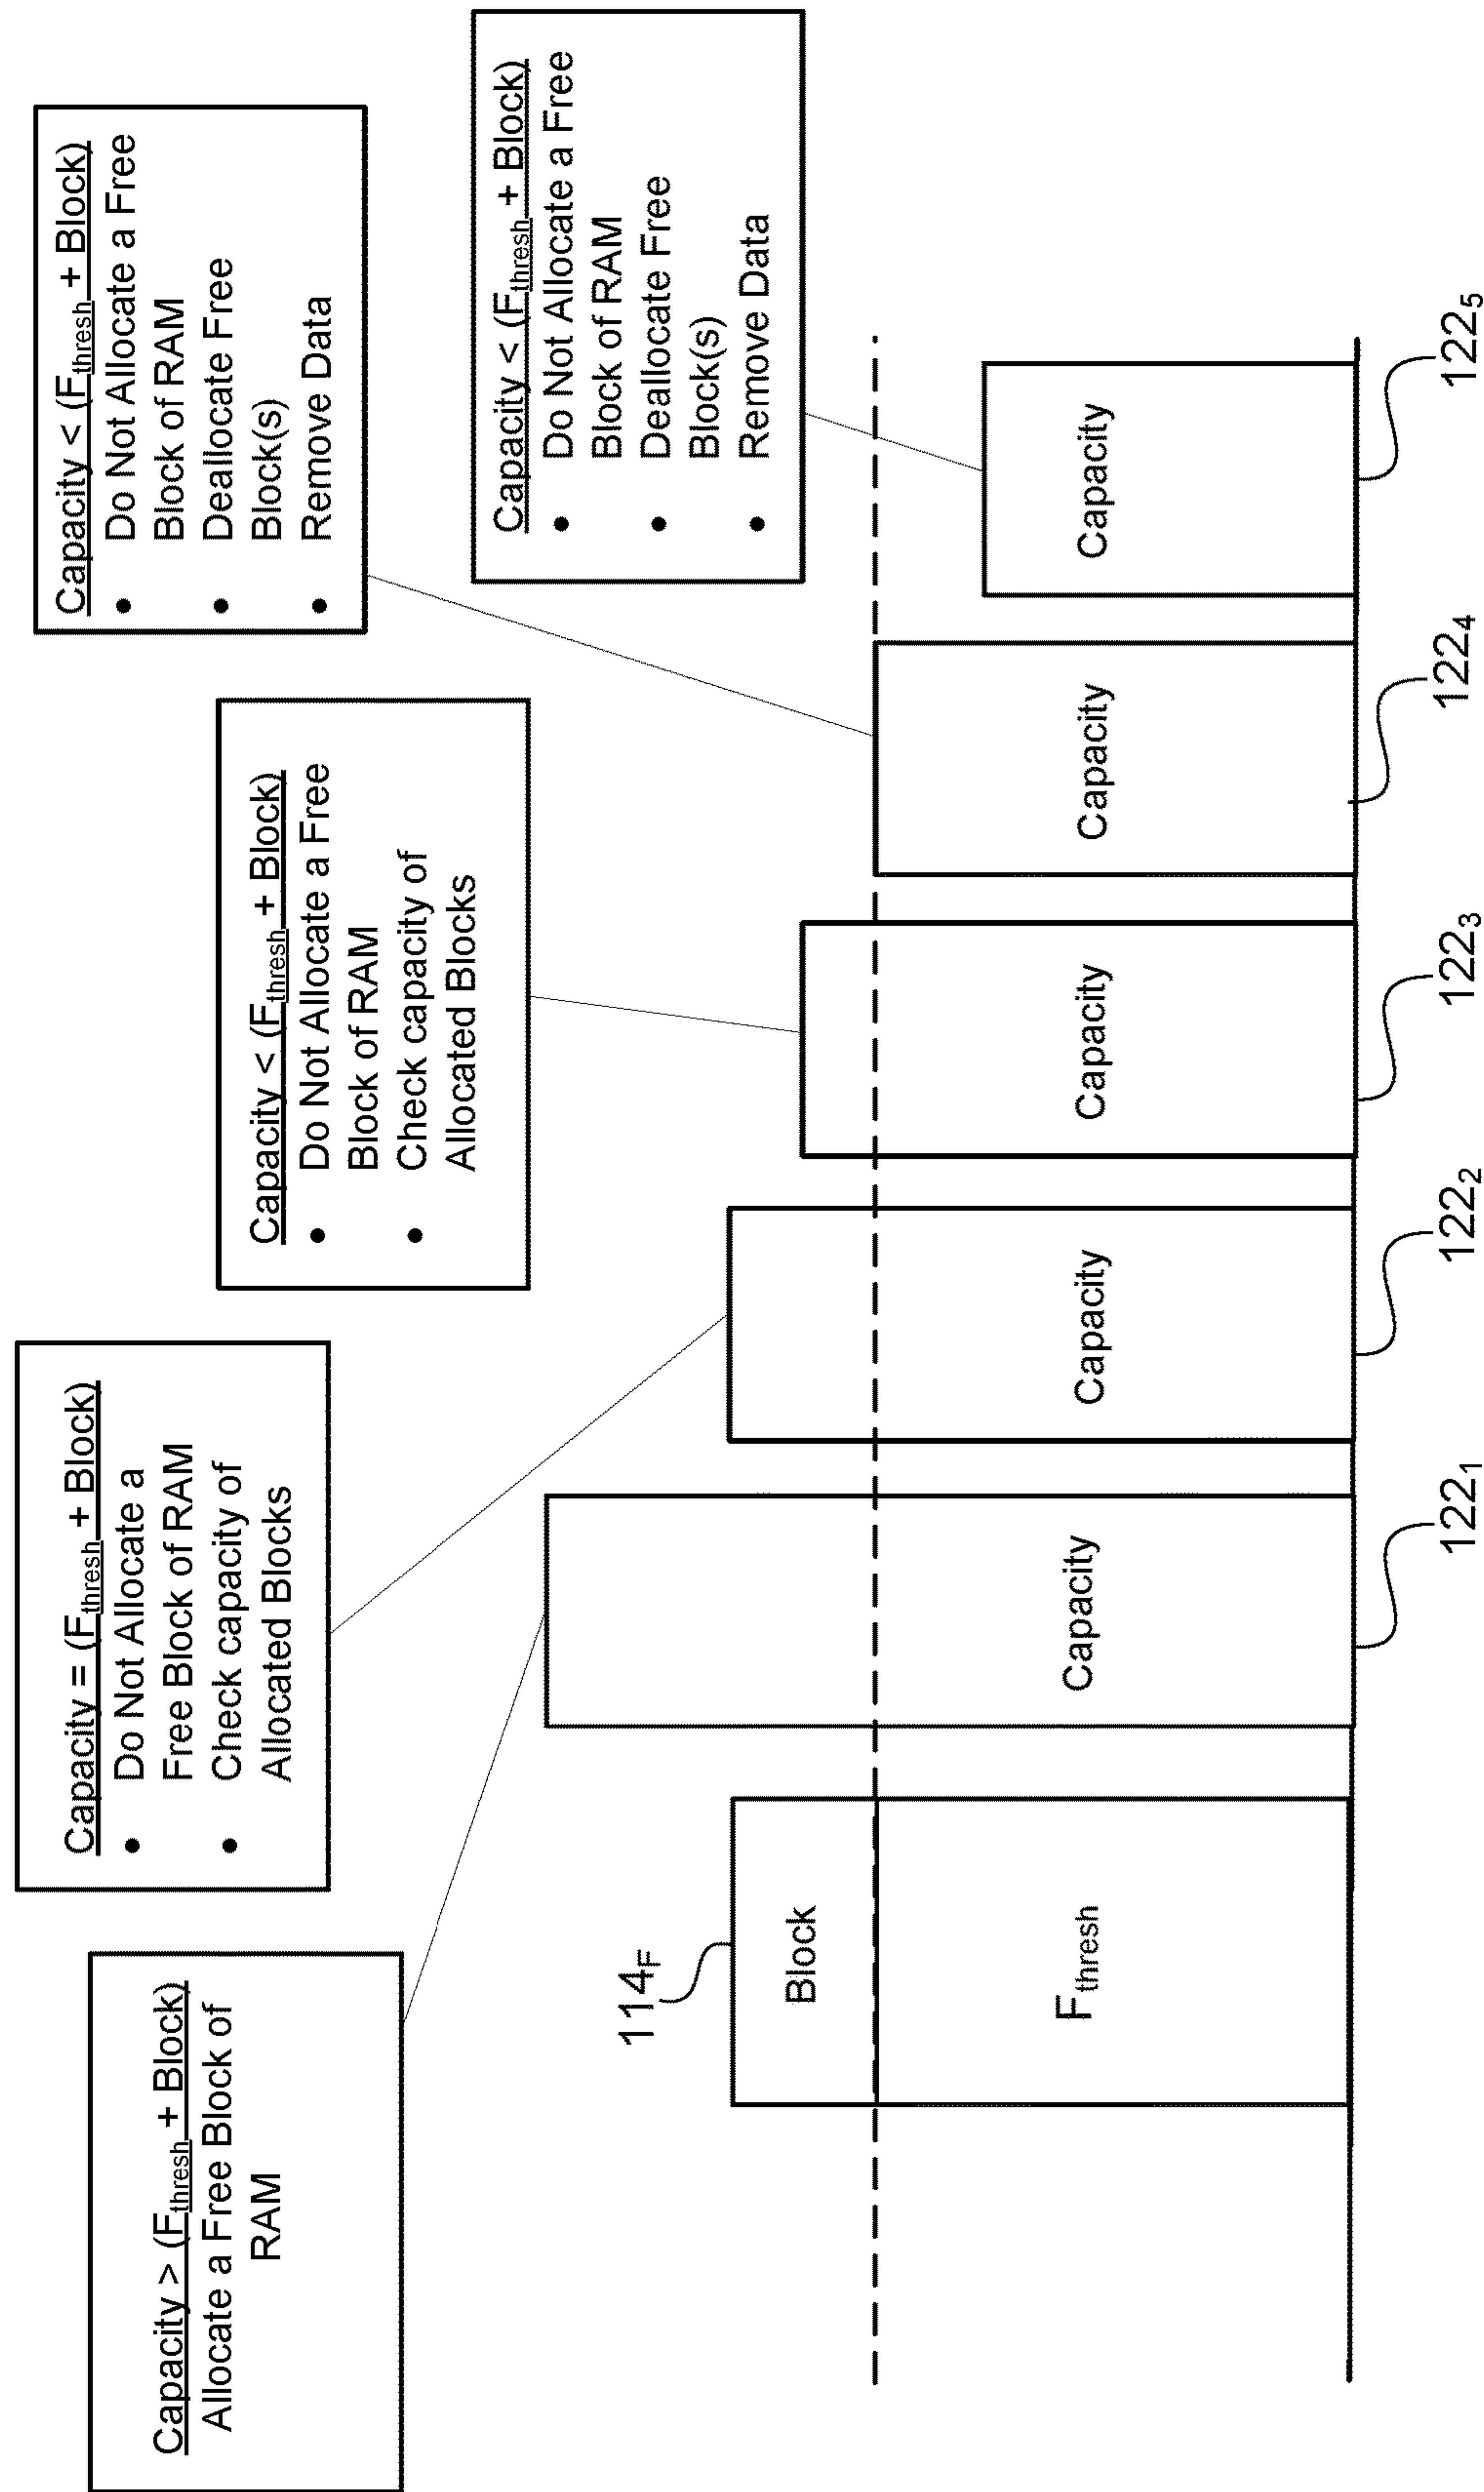 Capacity > (Fthresh + Block)
Allocate a Free Block of
RAM
Capacity = (Fthresh + Block)
• Do Not Allocate a
Free Block of RAM
• Check capacity of
Allocated Blocks
Capacity < (Fthresh + Block)
• Do Not Allocate a Free
Block of RAM
• Check capacity of
Allocated Blocks
Capacity < (Fthresh + Block)
• Do Not Allocate a Free
Block of RAM
• Deallocate Free
Block(s)
• Remove Data
Capacity < (Fthresh + Block)
• Do Not Allocate a Free
Block of RAM
• Deallocate Free
Block(s)
• Remove Data
114F
Block
Fthresh
Capacity
Capacity
Capacity
Capacity
Capacity
1221
1222
1223
1224
1225